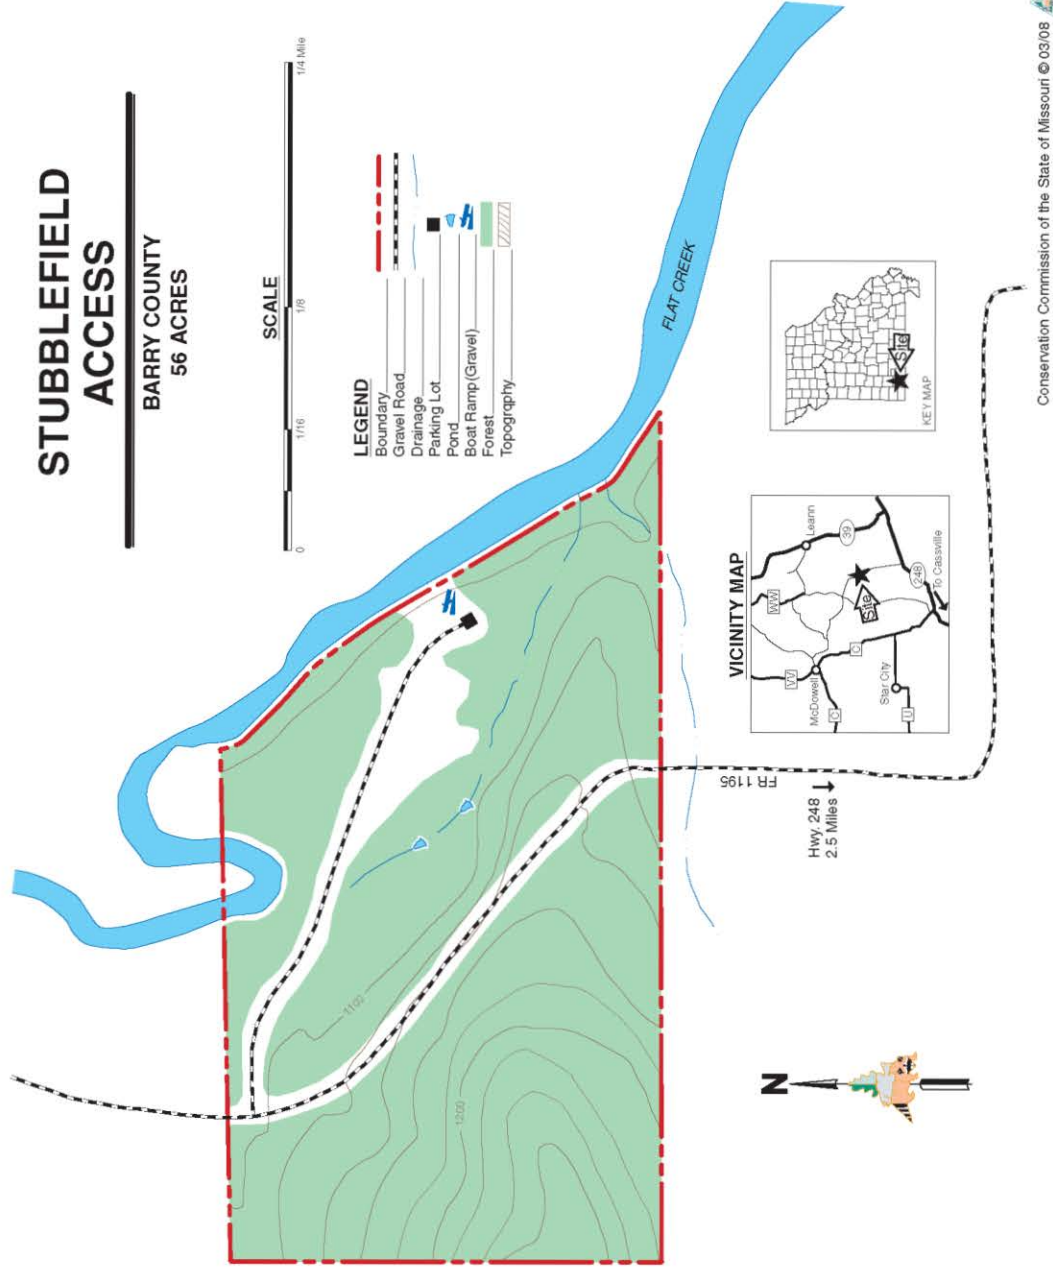 STUBBLEFIELD
ACCESS
BARRY COUNTY
56 ACRES
SCALE
0
1/16
1/8
1/4 Mile
LEGEND
Boundary
Gravel Road
Drainage
Parking Lot
Pond
Boat Ramp(Gravel)
Forest
Topogrqphy
FLAT CREEK
1100
1200
FR 1195
Hwy. 248
2.5 Miles
N
VICINITY MAP
VV
WW
Leann
39
McDowell
C
C
Site
Star City
U
248
To Cassville
Site
KEY MAP
Conservation Commission of the State of Missouri © 03/08